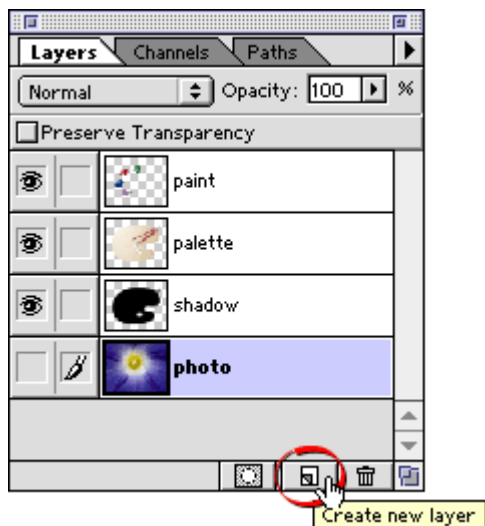 Layers Channels Paths
Normal Opacity: 100 %
Preserve Transparency
paint
palette
shadow
photo
Create new layer